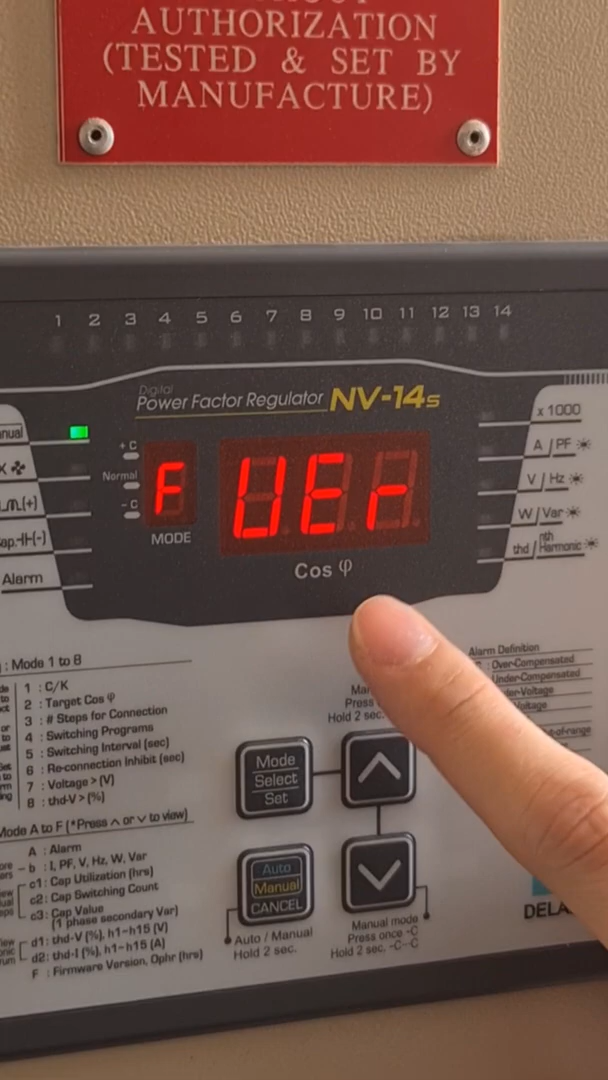 AUTHORIZATION
(TESTED & SET BY
MANUFACTURE)
1 2 3 4 5 6 7 8 9 10 11 12 13 14
Digital
Power Factor Regulator NV-14s
+C
Normal
-C
F
UEr
MODE
Cos φ
Alarm
x 1000
A / PF
V / Hz
W / Var
thd / nth Harmonic
: Mode 1 to B
1 : C/K
2 : Target Cos φ
3 : # Steps for Connection
4 : Switching Programs
5 : Switching Interval (sec)
6 : Re-connection Inhibit (sec)
7 : Voltage > (V)
8 : thd-V > (%)
Mode A to F (*Press ∧ or ∨ to view)
A : Alarm
b : I, PF, V, Hz, W, Var
c1 : Cap Utilization (hrs)
c2 : Cap Switching Count
c3 : Cap Value
(1 phase secondary Var)
d1 : thd-V (%), h1~h15 (V)
d2 : thd-I (%), h1~h15 (A)
F : Firmware Version, Ophr (hrs)
Mode
Select
Set
Auto
Manual
CANCEL
Auto / Manual
Hold 2 sec.
Press
Hold 2 sec.
Manual mode
Press once -C
Hold 2 sec, -C--C
Alarm Definition
Over-Compensated
Under-Compensated